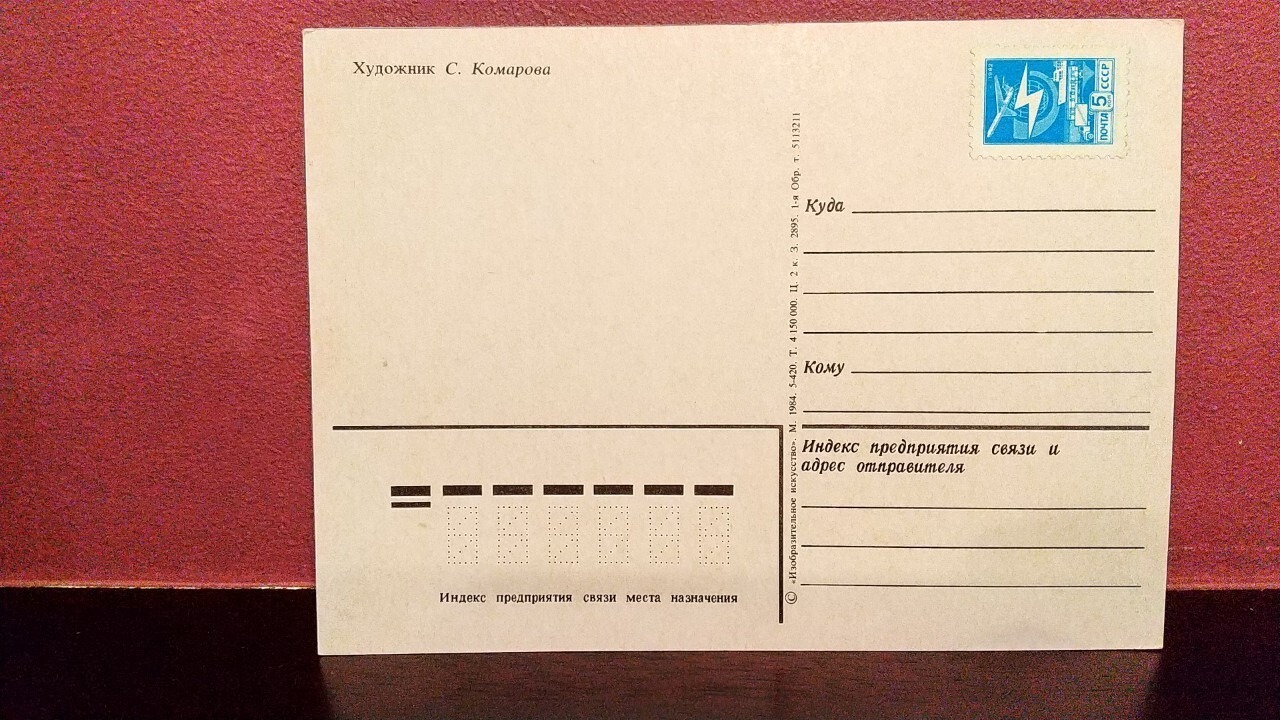 Художник С. Комарова
1982
ПОЧТА СССР
5
Куда
Кому
Индекс предприятия связи и
адрес отправителя
© «Изобразительное искусство». М. 1984. 5-420. Т. 4 150 000. Ц. 2 к. З. 2895. 1-я Обр. т. 5113211
Индекс предприятия связи места назначения